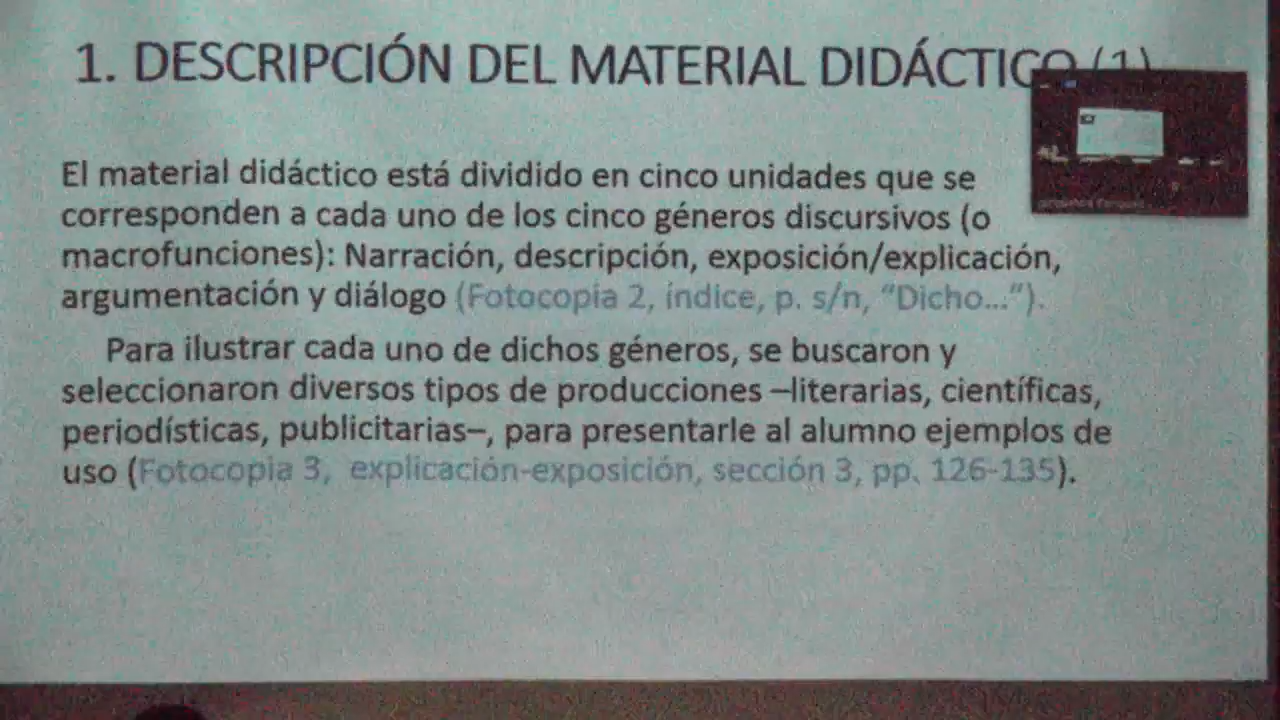 1. DESCRIPCIÓN DEL MATERIAL DIDÁCTICO (1)
El material didáctico está dividido en cinco unidades que se
corresponden a cada uno de los cinco géneros discursivos (o
macrofunciones): Narración, descripción, exposición/explicación,
argumentación y diálogo (Fotocopia 2, índice, p. s/n, “Dicho...”).
Para ilustrar cada uno de dichos géneros, se buscaron y
seleccionaron diversos tipos de producciones –literarias, científicas,
periodísticas, publicitarias–, para presentarle al alumno ejemplos de
uso (Fotocopia 3, explicación-exposición, sección 3, pp. 126-135).